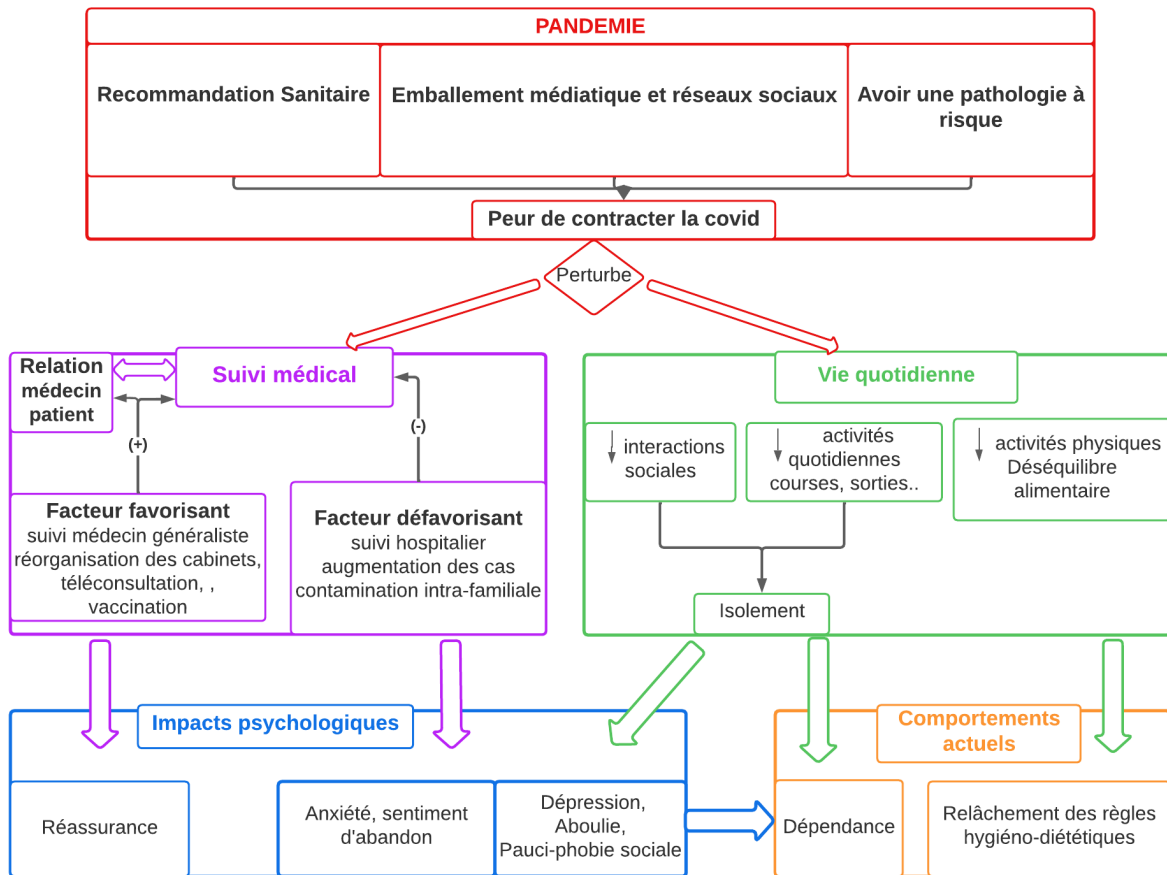 PANDEMIE
Recommandation Sanitaire
Emballement médiatique et réseaux sociaux
Avoir une pathologie à
risque
Peur de contracter la covid
Perturbe
Relation
médecin
patient
Suivi médical
(+)
(-)
Facteur favorisant
suivi médecin généraliste
réorganisation des cabinets,
téléconsultation, ,
vaccination
Facteur défavorisant
suivi hospitalier
augmentation des cas
contamination intra-familiale
Vie quotidienne
interactions
sociales
activités
quotidiennes
courses, sorties..
activités physiques
Déséquilibre
alimentaire
Isolement
Impacts psychologiques
Réassurance
Anxiété, sentiment
d'abandon
Dépression,
Aboulie,
Pauci-phobie sociale
Comportements
actuels
Dépendance
Relâchement des règles
hygiéno-diététiques